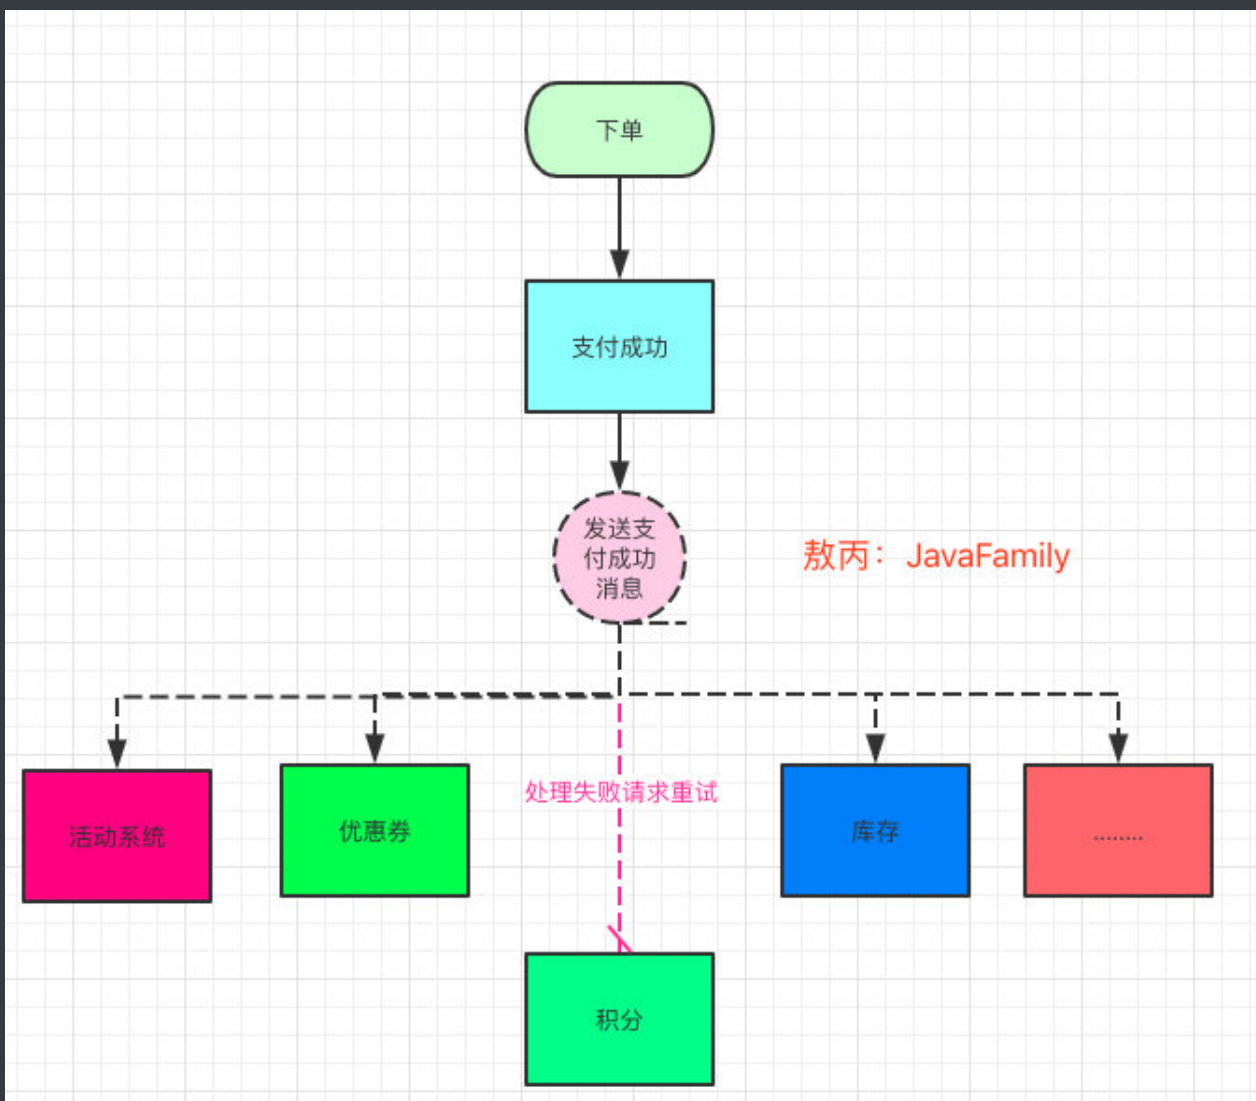 下单
支付成功
发送支
付成功
消息
敖丙：JavaFamily
处理失败请求重试
活动系统
优惠券
库存
........
积分